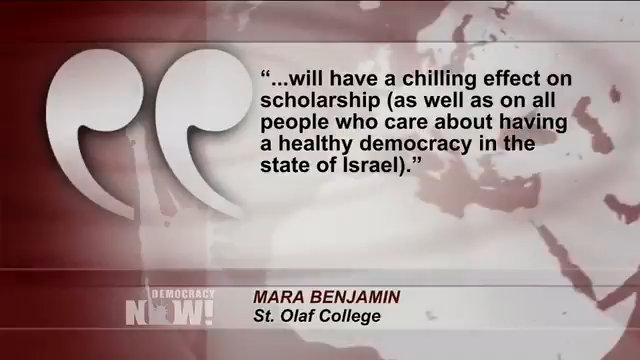 “...will have a chilling effect on
scholarship (as well as on all
people who care about having
a healthy democracy in the
state of Israel).”
DEMOCRACY
NOW!
MARA BENJAMIN
St. Olaf College